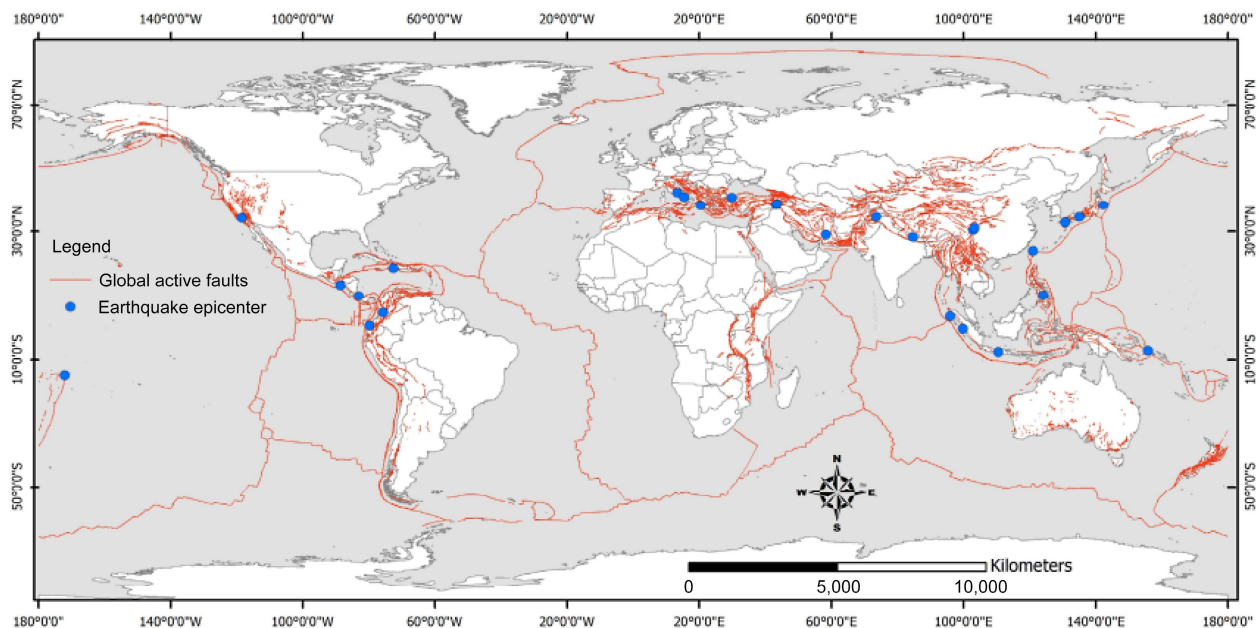 180°0'0" 140°0'0"W 100°0'0"W 60°0'0"W 20°0'0"W 20°0'0"E 60°0'0"E 100°0'0"E 140°0'0"E 180°0'0"
70°0'0"N 70°0'0"N
30°0'0"N 30°0'0"N
Legend
Global active faults
Earthquake epicenter
10°0'0"S 10°0'0"S
N
50°0'0"S W E 50°0'0"S
S
Kilometers
0 5,000 10,000
180°0'0" 140°0'0"W 100°0'0"W 60°0'0"W 20°0'0"W 20°0'0"E 60°0'0"E 100°0'0"E 140°0'0"E 180°0'0"